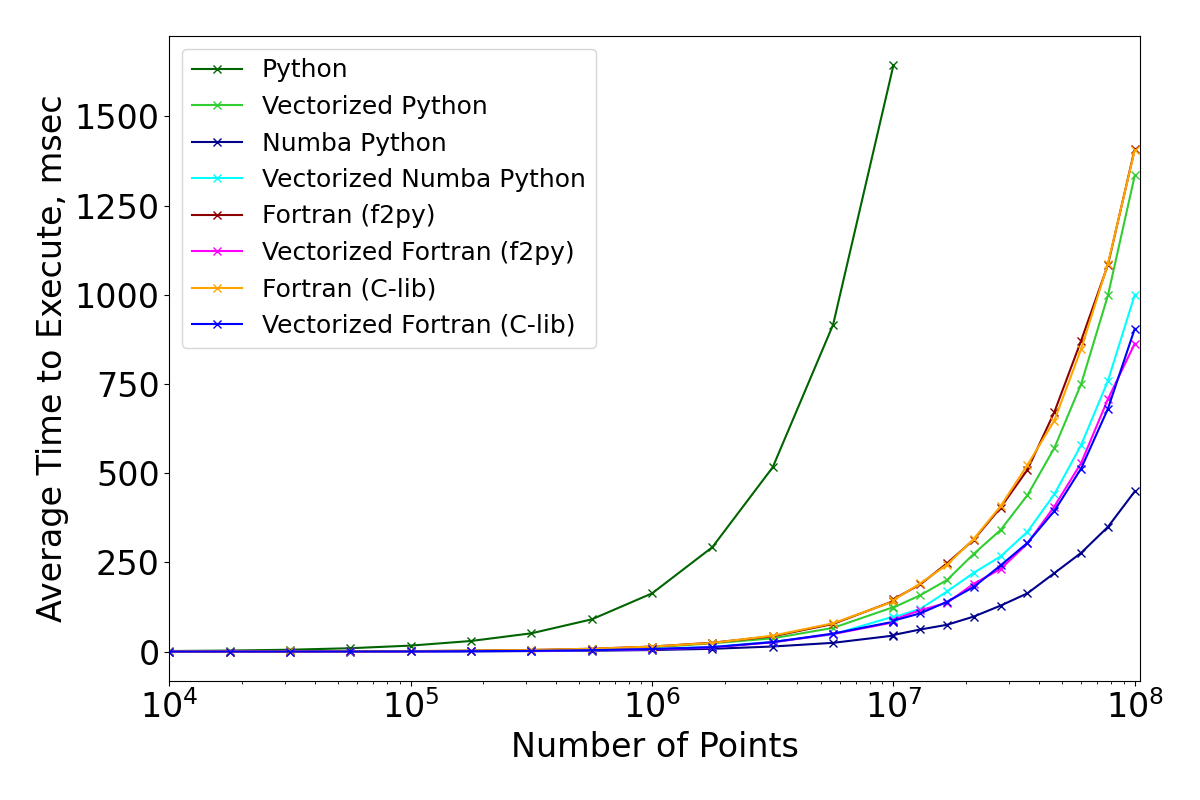 Average Time to Execute, msec
1500
1250
1000
750
500
250
0
Python
Vectorized Python
Numba Python
Vectorized Numba Python
Fortran (f2py)
Vectorized Fortran (f2py)
Fortran (C-lib)
Vectorized Fortran (C-lib)
10⁴ 10⁵ 10⁶ 10⁷ 10⁸
Number of Points